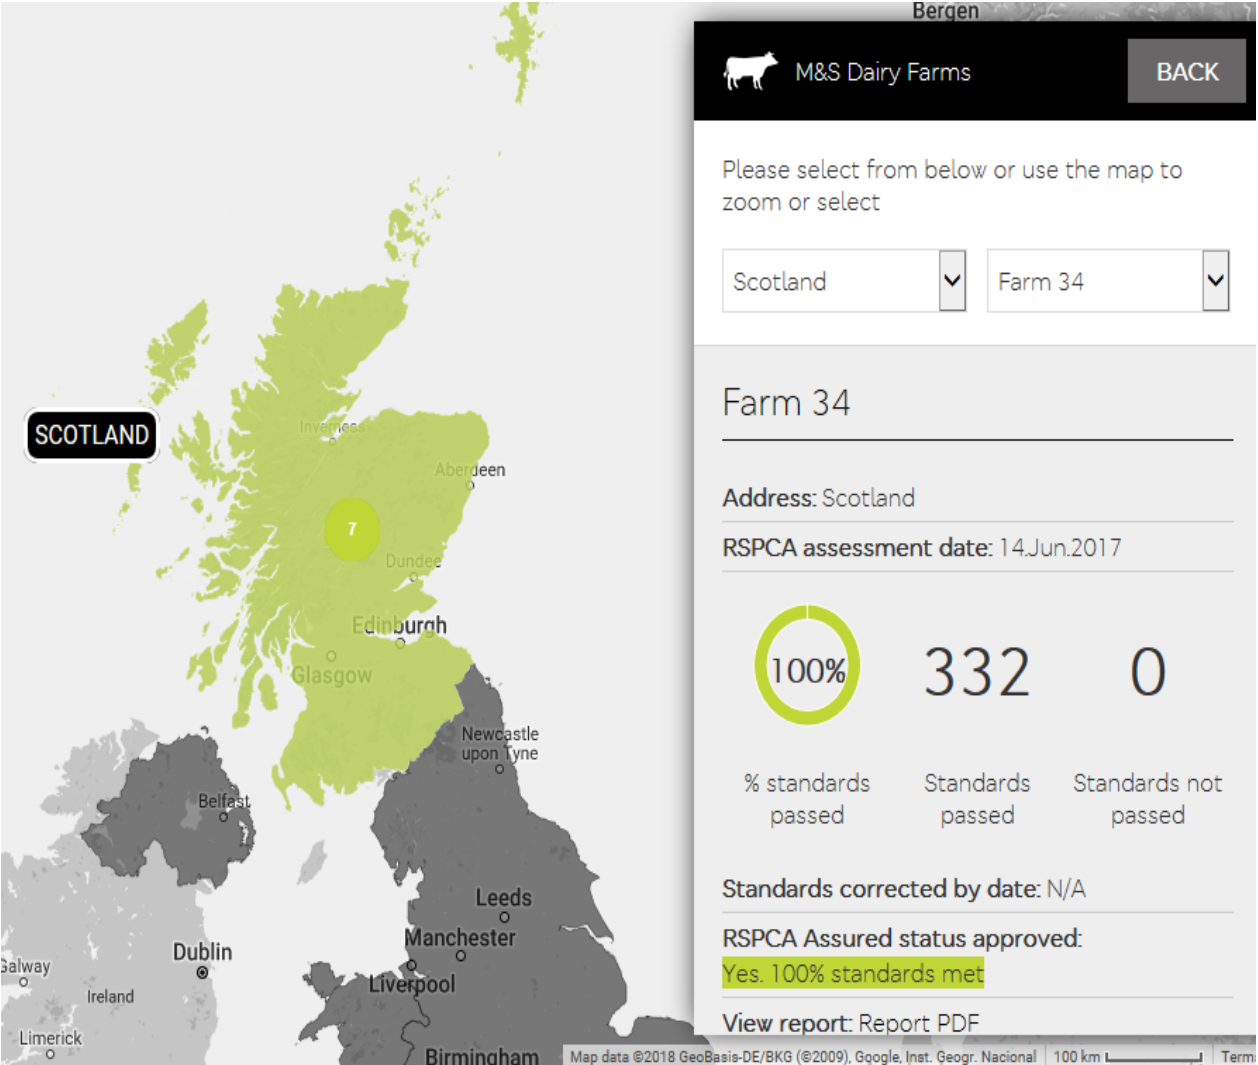 Bergen
M&S Dairy Farms
BACK
Please select from below or use the map to
zoom or select
Scotland
Farm 34
Farm 34
Address: Scotland
RSPCA assessment date: 14.Jun.2017
100%
332
0
% standards
passed
Standards
passed
Standards not
passed
Standards corrected by date: N/A
RSPCA Assured status approved:
Yes. 100% standards met
View report: Report PDF
SCOTLAND
Inverness
Aberdeen
7
Dundee
Edinburgh
Glasgow
Newcastle
upon Tyne
Belfast
Leeds
Manchester
Dublin
Liverpool
Galway
Ireland
Limerick
Birmingham
Map data ©2018 GeoBasis-DE/BKG (©2009), Google, Inst. Geogr. Nacional
100 km
Term